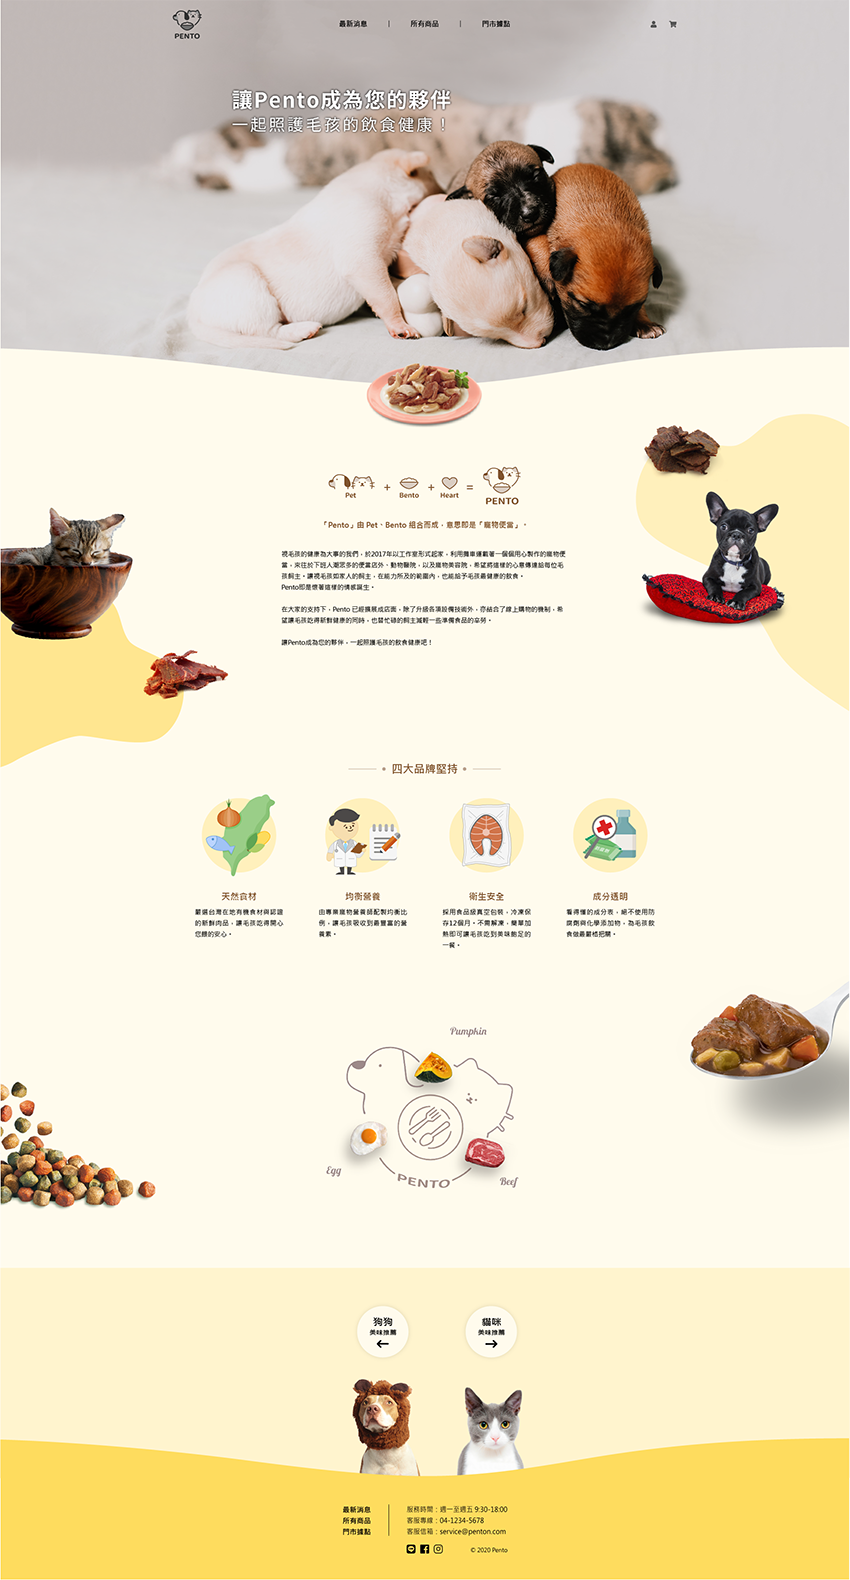 PENTO
最新消息 | 所有商品 | 門市據點
讓Pento成為您的夥伴
一起照護毛孩的飲食健康！
Pet + Bento + Heart = PENTO
「Pento」由 Pet、Bento 組合而成，意思即是「寵物便當」。
視毛孩的健康為大事的我們，於2017年以工作室形式起家，利用餐車運載著一個個用心製作的寵物便
當，來往於下班人潮眾多的便當店外、動物醫院，以及寵物美容院，希望將這樣的心意傳達給每位毛
孩飼主。讓視毛孩如家人的飼主，在能力所及的範圍內，也能給予毛孩最健康的飲食。
Pento即是懷著這樣的情感誕生。
在大家的支持下，Pento 已經擴展成店面，除了升級各項設備技術外，亦結合了線上購物的機制，希
望讓毛孩吃得新鮮健康的同時，也替忙碌的飼主減輕一些準備食品的辛勞。
讓Pento成為您的夥伴，一起照護毛孩的飲食健康吧！
四大品牌堅持
天然食材
嚴選台灣在地有機食材與認證
的新鮮肉品，讓毛孩吃得開心
您餵的安心。
均衡營養
由專業寵物營養師配製均衡比
例，讓毛孩吸收到最豐富的營
養素。
衛生安全
採用食品級真空包裝，冷凍保
存12個月。不需解凍，簡單加
熱即可讓毛孩吃到美味飽足的
一餐。
成分透明
看得懂的成分表，絕不使用防
腐劑與化學添加物，為毛孩飲
食做最嚴格把關。
Pumpkin
Egg
Beef
PENTO
狗狗
美味推薦
貓咪
美味推薦
最新消息
所有商品
門市據點
服務時間：週一至週五 9:30-18:00
客服專線：04-1234-5678
客服信箱：service@penton.com
© 2020 Pento